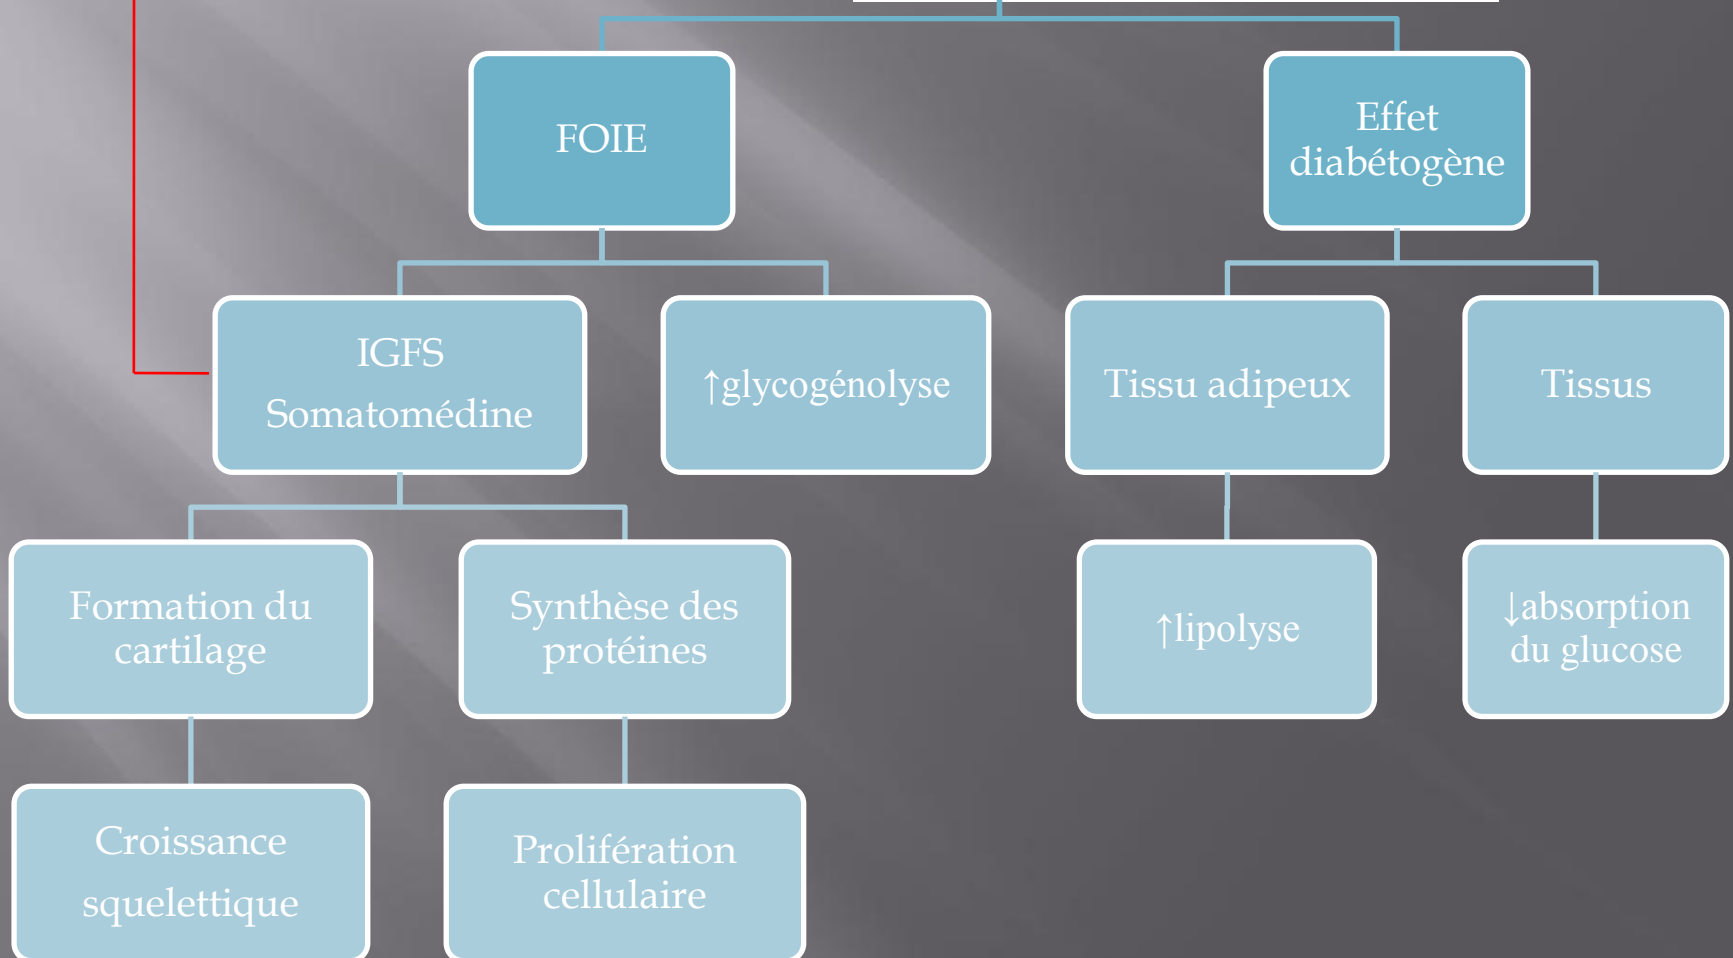 FOIE
Effet
diabétogène
IGFS
Somatomédine
↑glycogénolyse
Tissu adipeux
Tissus
Formation du
cartilage
Synthèse des
protéines
↑lipolyse
↓absorption
du glucose
Croissance
squelettique
Prolifération
cellulaire